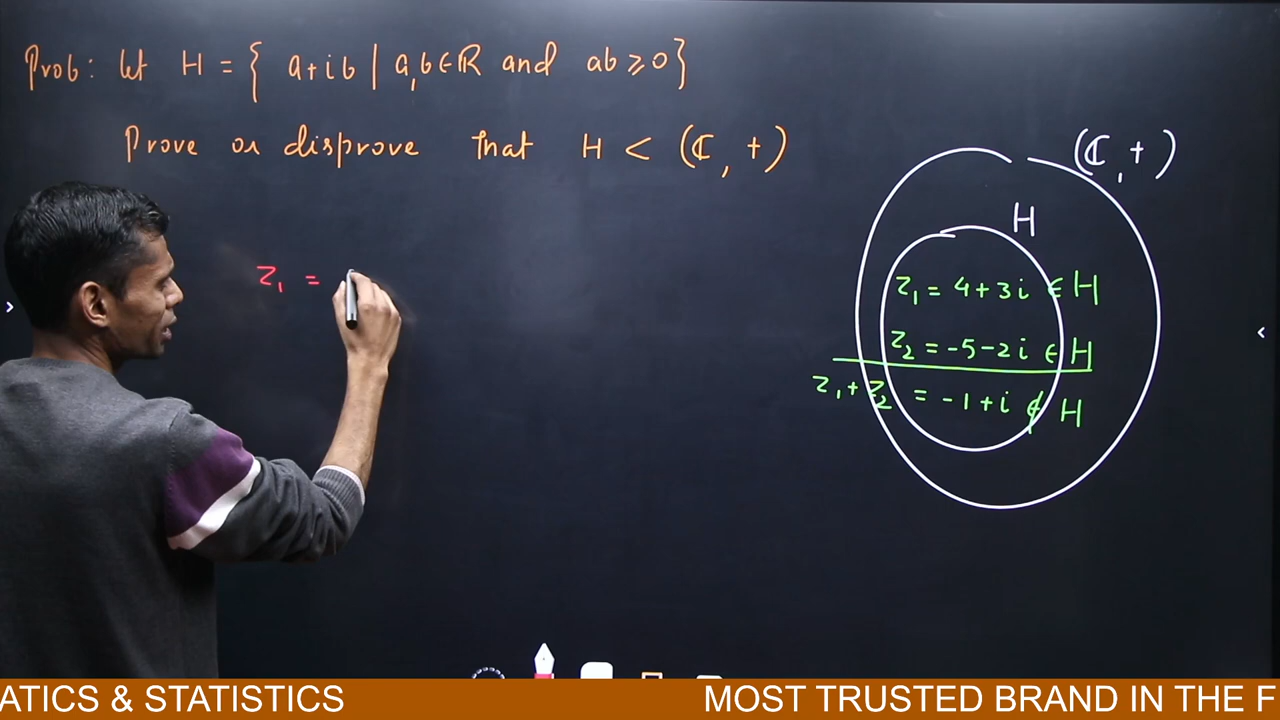 Prob: Let H = { a+ib | a,b∈ℝ and ab ⩾ 0}
Prove or disprove that H < (ℂ, +)
(ℂ, +)
H
z₁ =
z₁ = 4+3i ∈ H
z₂ = -5-2i ∈ H
z₁+z₂ = -1+i ∉ H
ATICS & STATISTICS MOST TRUSTED BRAND IN THE F